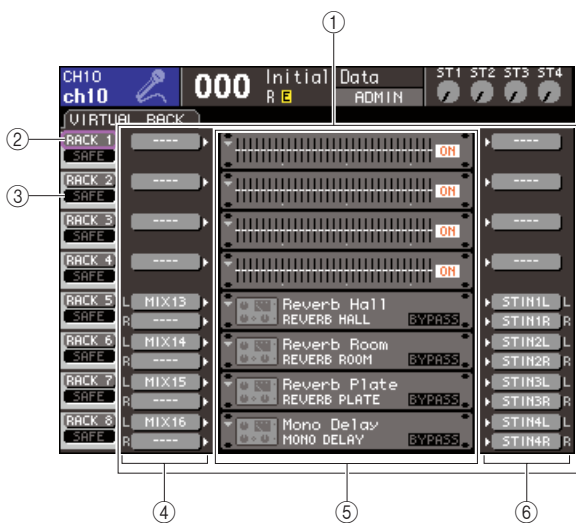 ①
CH10
ch10
000
Initial Data
R E
ADMIN
ST1 ST2 ST3 ST4
VIRTUAL RACK
②
RACK 1
SAFE
----
ON
----
③
RACK 2
SAFE
----
ON
----
RACK 3
SAFE
----
ON
----
RACK 4
SAFE
----
ON
----
RACK 5
SAFE
L MIX13
R ----
Reverb Hall
REVERB HALL
BYPASS
STIN1L L
STIN1R R
RACK 6
SAFE
L MIX14
R ----
Reverb Room
REVERB ROOM
BYPASS
STIN2L L
STIN2R R
RACK 7
SAFE
L MIX15
R ----
Reverb Plate
REVERB PLATE
BYPASS
STIN3L L
STIN3R R
RACK 8
SAFE
L MIX16
R ----
Mono Delay
MONO DELAY
BYPASS
STIN4L L
STIN4R R
④
⑤
⑥